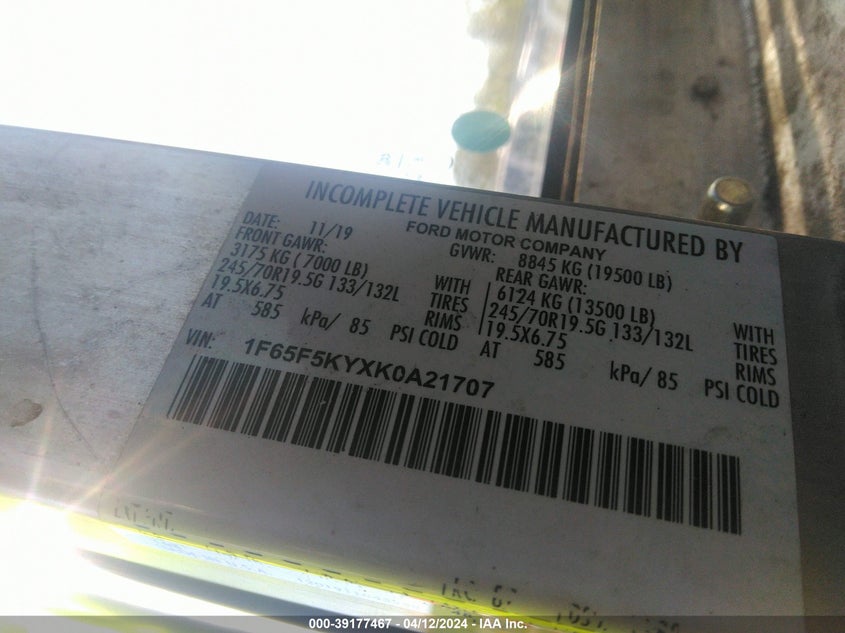 INCOMPLETE VEHICLE MANUFACTURED BY
FORD MOTOR COMPANY
DATE: 11/19
GVWR: 8845 KG (19500 LB)
FRONT GAWR:
3175 KG (7000 LB)
WITH
245/70R19.5G 133/132L
TIRES
19.5X6.75
RIMS
AT 585 kPa/ 85 PSI COLD
REAR GAWR:
6124 KG (13500 LB)
WITH
245/70R19.5G 133/132L
TIRES
19.5X6.75
RIMS
AT 585 kPa/ 85 PSI COLD
VIN: 1F65F5KYXK0A21707
000-39177467 - 04/12/2024 - IAA Inc.